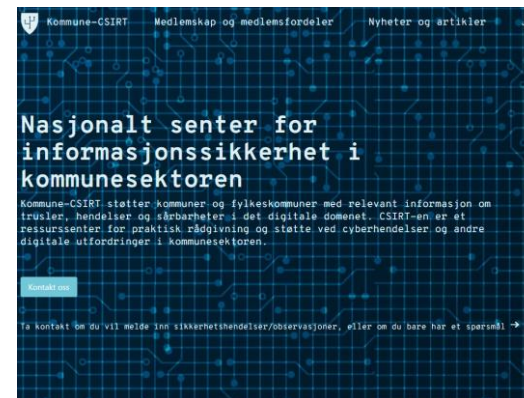 Kommune-CSIRT Medlemskap og medlemsfordeler Nyheter og artikler
Nasjonalt senter for
informasjonssikkerhet i
kommunesektoren
Kommune-CSIRT støtter kommuner og fylkeskommuner med relevant informasjon om
trusler, hendelser og sårbarheter i det digitale domenet. CSIRT-en er et
ressurssenter for praktisk rådgivning og støtte ved cyberhendelser og andre
digitale utfordringer i kommunesektoren.
Kontakt oss
Ta kontakt om du vil melde inn sikkerhetshendelser/observasjoner, eller om du bare har et spørsmål →